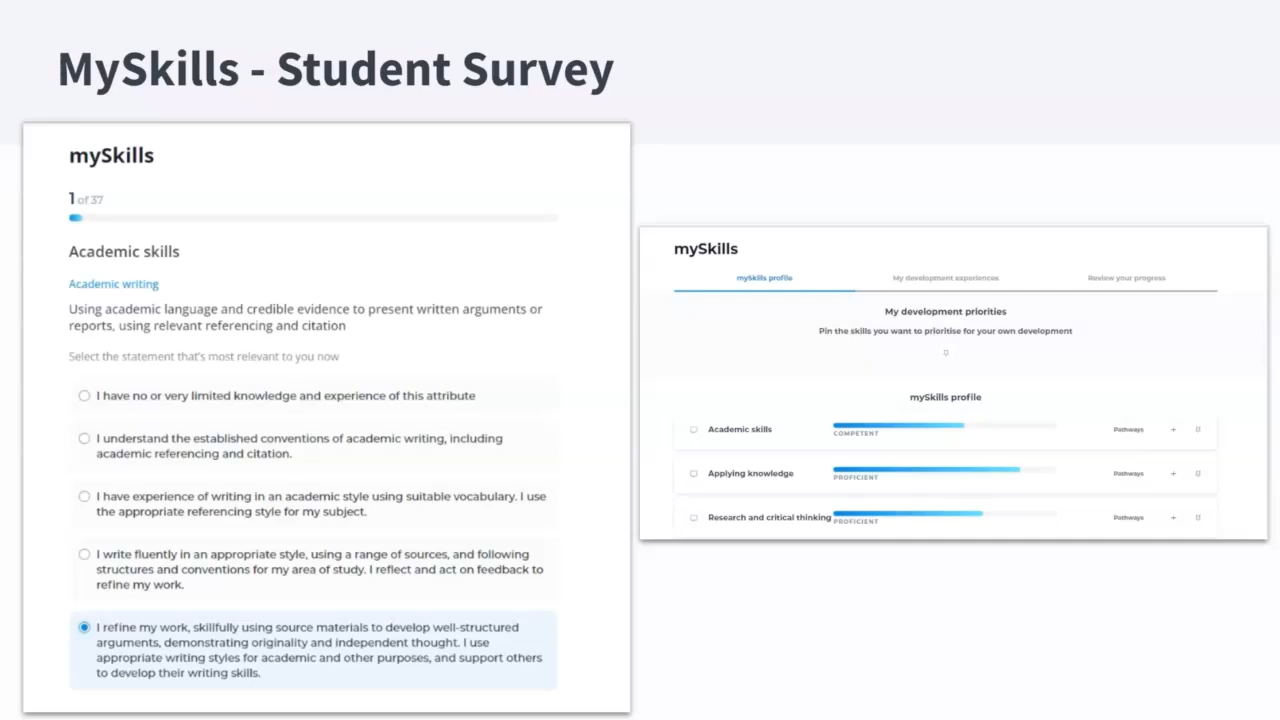 MySkills - Student Survey
mySkills
1 of 37
Academic skills
Academic writing
Using academic language and credible evidence to present written arguments or
reports, using relevant referencing and citation
Select the statement that's most relevant to you now
I have no or very limited knowledge and experience of this attribute
I understand the established conventions of academic writing, including
academic referencing and citation.
I have experience of writing in an academic style using suitable vocabulary. I use
the appropriate referencing style for my subject.
I write fluently in an appropriate style, using a range of sources, and following
structures and conventions for my area of study. I reflect and act on feedback to
refine my work.
I refine my work, skillfully using source materials to develop well-structured
arguments, demonstrating originality and independent thought. I use
appropriate writing styles for academic and other purposes, and support others
to develop their writing skills.
mySkills
mySkills profile My development experiences Review your progress
My development priorities
Pin the skills you want to prioritise for your own development
mySkills profile
Academic skills COMPETENT Pathways +
Applying knowledge PROFICIENT Pathways +
Research and critical thinking PROFICIENT Pathways +